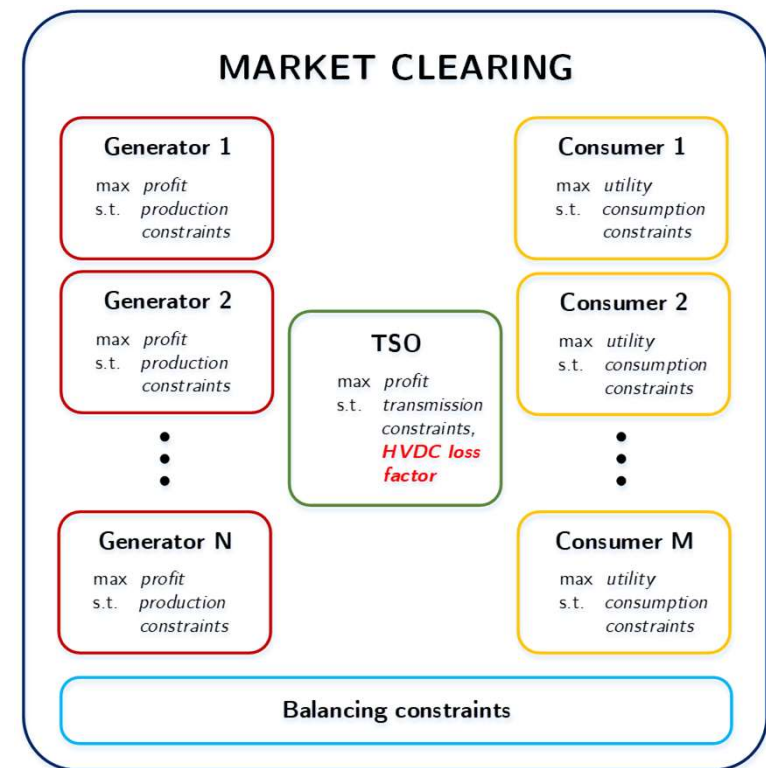 MARKET CLEARING
Generator 1
max profit
s.t. production
constraints
Generator 2
max profit
s.t. production
constraints
Generator N
max profit
s.t. production
constraints
TSO
max profit
s.t. transmission
constraints,
HVDC loss
factor
Consumer 1
max utility
s.t. consumption
constraints
Consumer 2
max utility
s.t. consumption
constraints
Consumer M
max utility
s.t. consumption
constraints
Balancing constraints